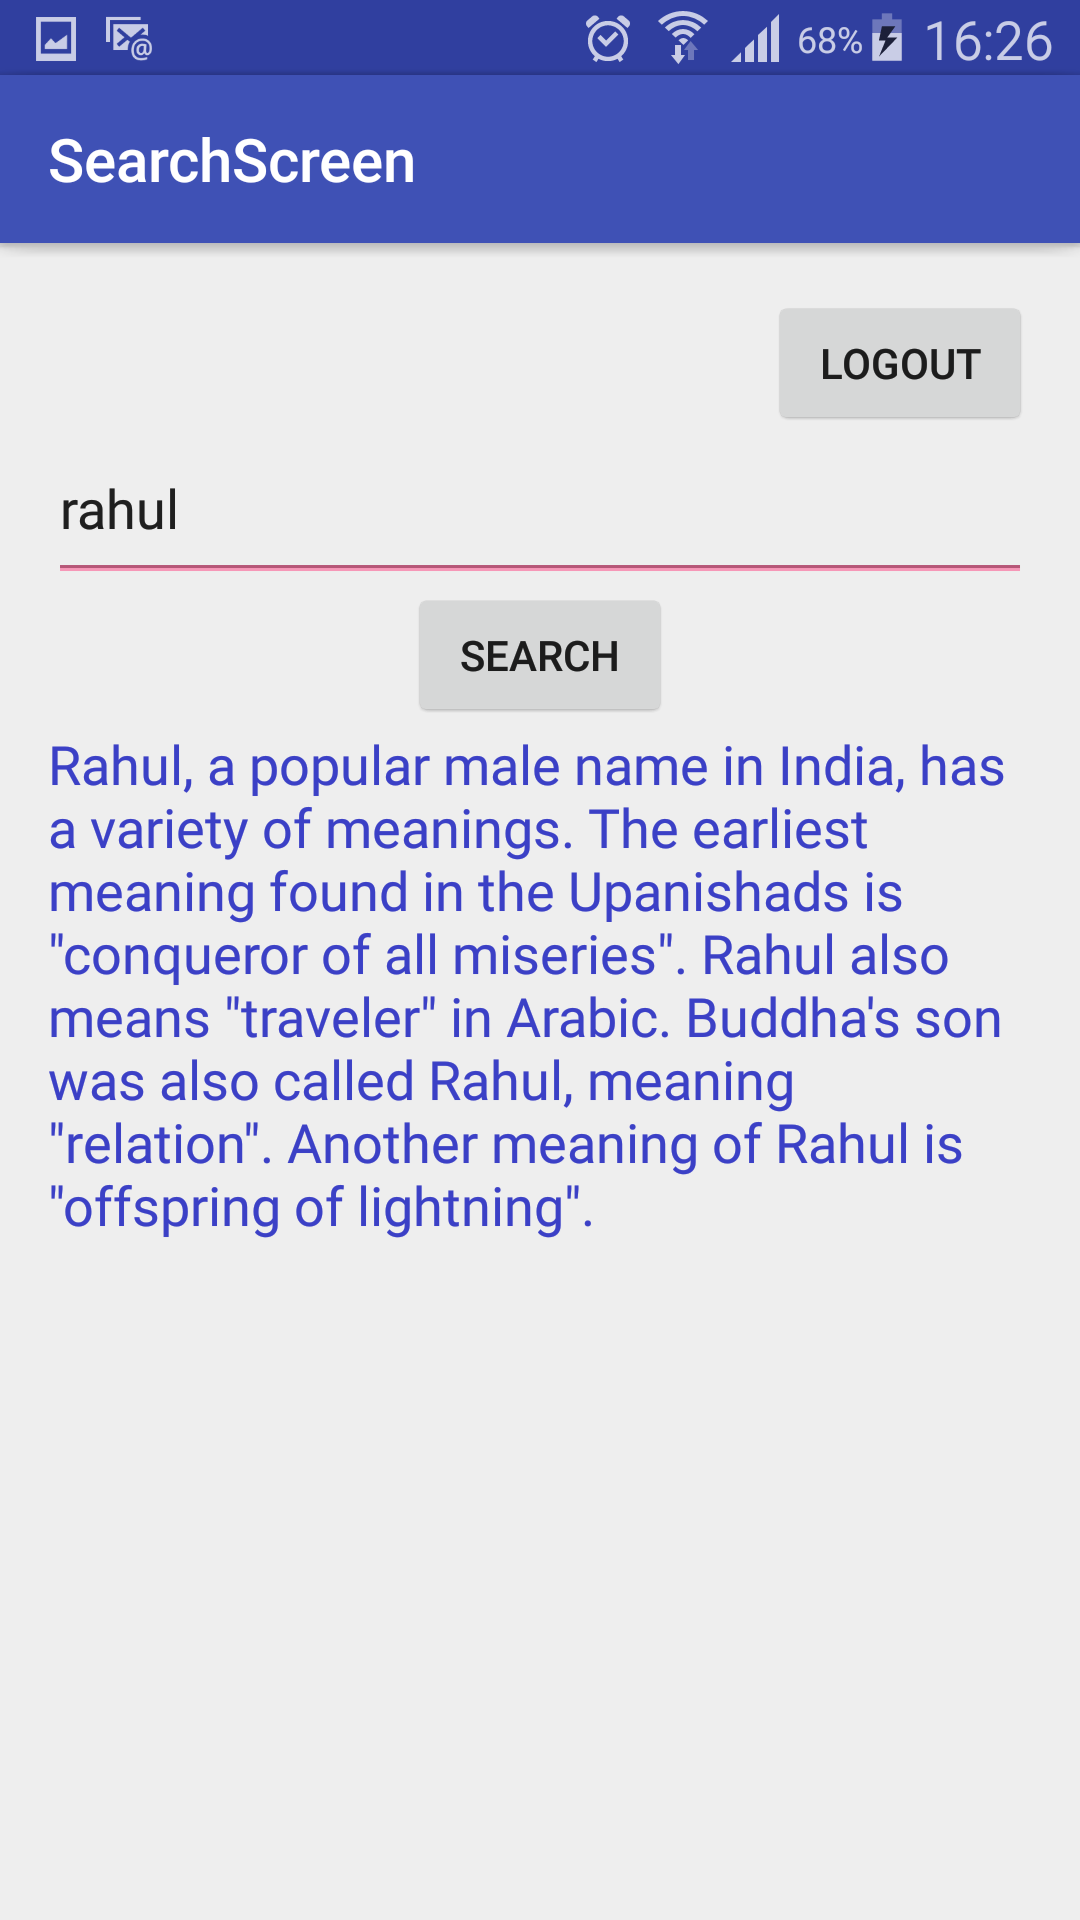 68% 16:26
SearchScreen
LOGOUT
rahul
SEARCH
Rahul, a popular male name in India, has
a variety of meanings. The earliest
meaning found in the Upanishads is
"conqueror of all miseries". Rahul also
means "traveler" in Arabic. Buddha's son
was also called Rahul, meaning
"relation". Another meaning of Rahul is
"offspring of lightning".